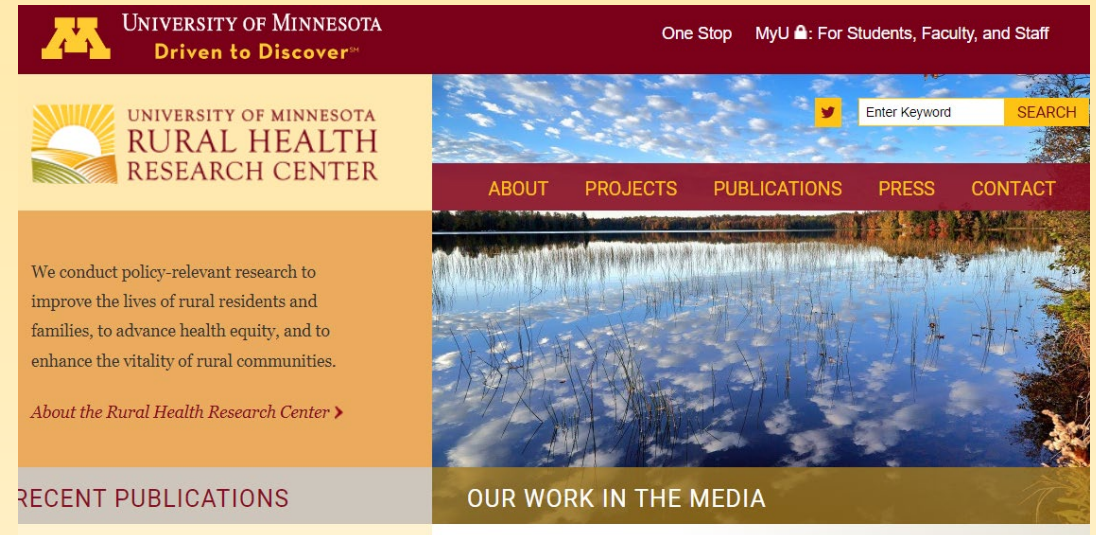 UNIVERSITY OF MINNESOTA
Driven to Discover℠
One Stop MyU : For Students, Faculty, and Staff
UNIVERSITY OF MINNESOTA
RURAL HEALTH
RESEARCH CENTER
Enter Keyword SEARCH
ABOUT PROJECTS PUBLICATIONS PRESS CONTACT
We conduct policy-relevant research to
improve the lives of rural residents and
families, to advance health equity, and to
enhance the vitality of rural communities.
About the Rural Health Research Center
RECENT PUBLICATIONS
OUR WORK IN THE MEDIA